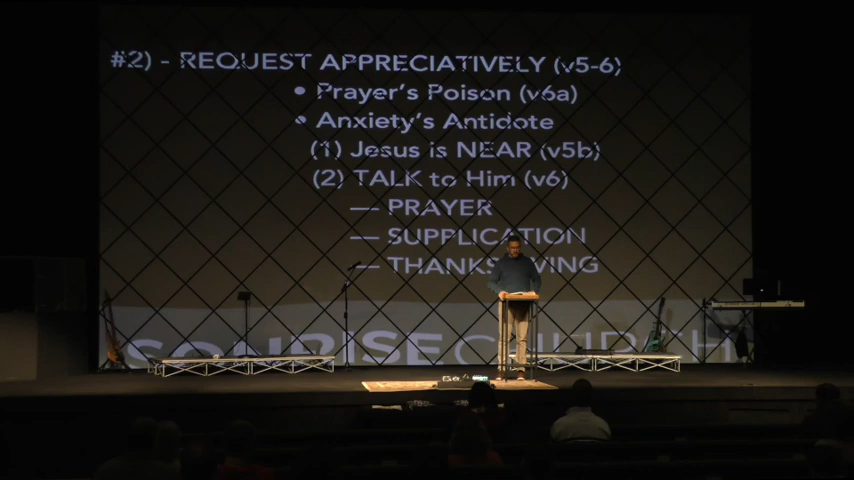 #2) - REQUEST APPRECIATIVELY (v5-6)
• Prayer's Poison (v6a)
• Anxiety's Antidote
(1) Jesus is NEAR (v5b)
(2) TALK to Him (v6)
— PRAYER
— SUPPLICATION
— THANKSGIVING
SONRISECHURCH